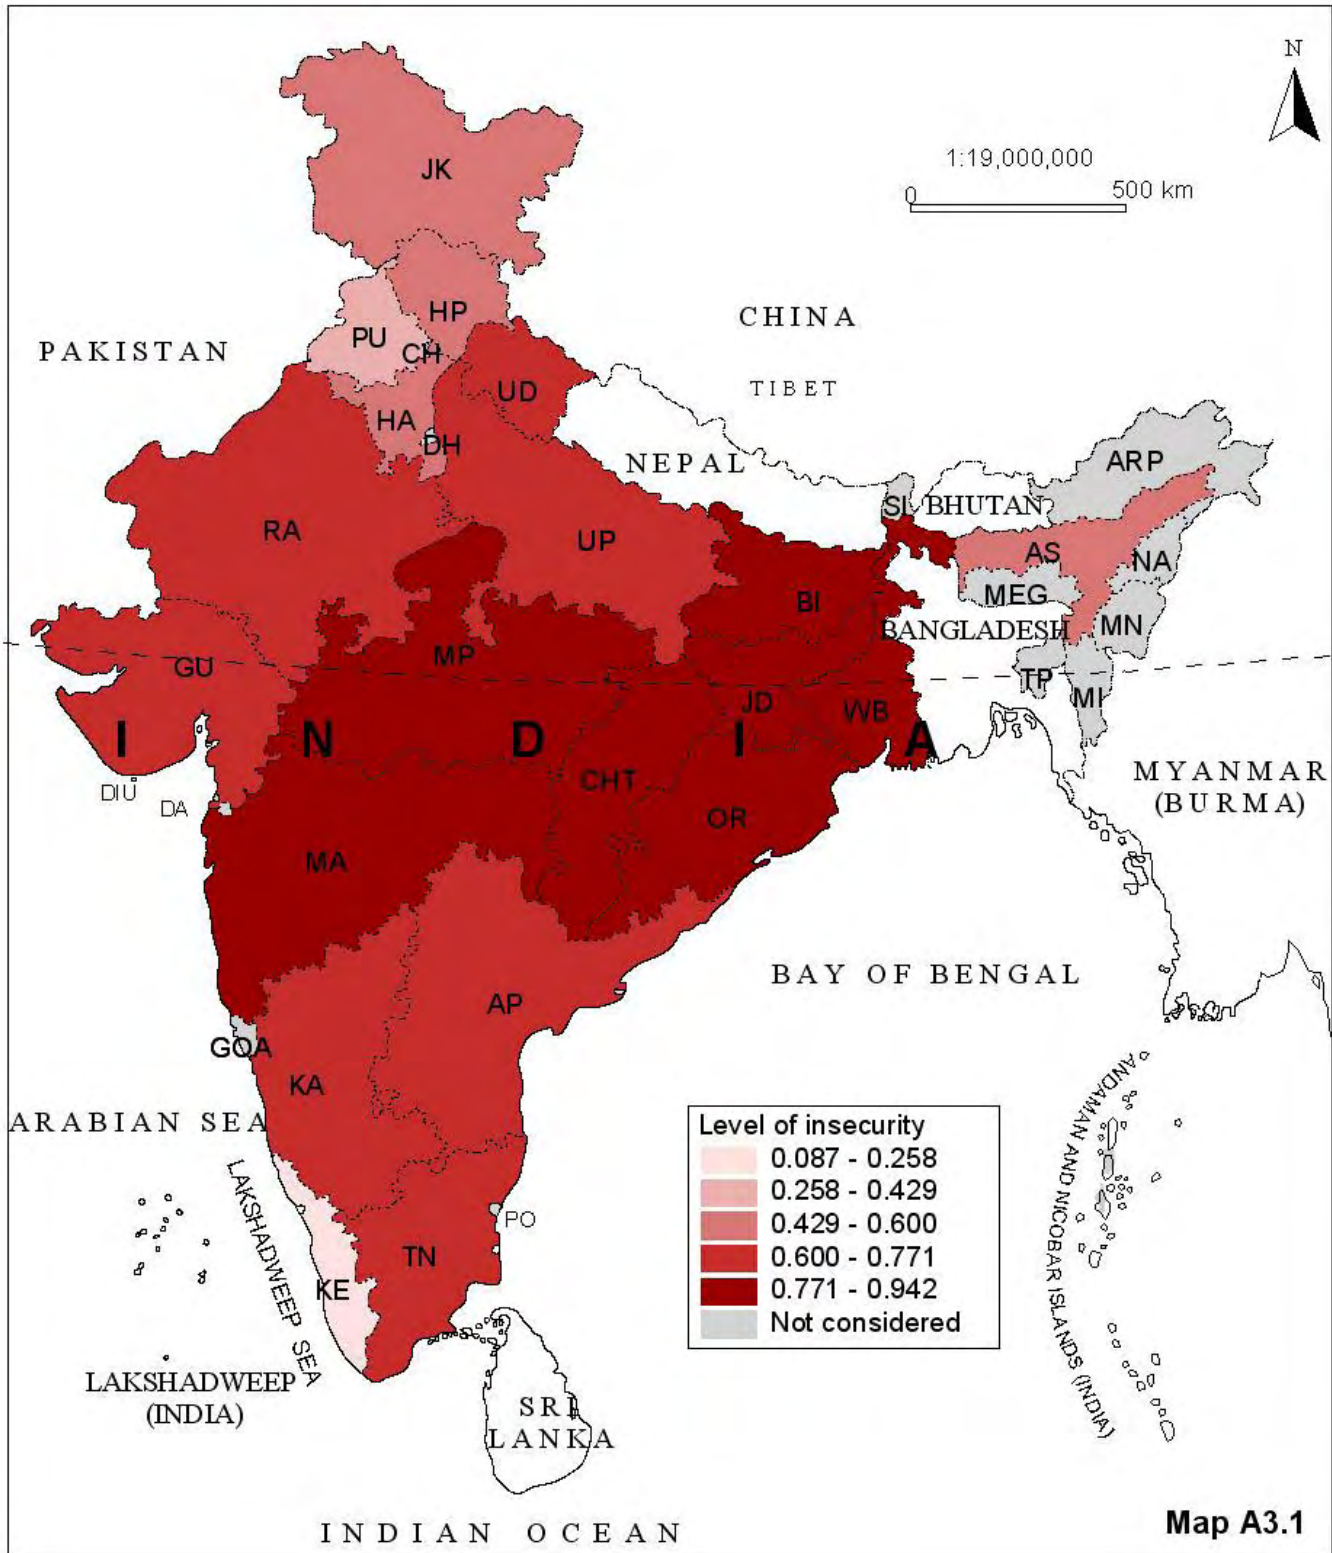 N
1:19,000,000
0 500 km
JK
HP
PU
CH
CHINA
PAKISTAN
TIBET
UD
HA
DH
NEPAL
ARP
SI
BHUTAN
RA
UP
AS
NA
MEG
BI
BANGLADESH
MN
MP
GU
TP
MI
JD
WB
I N D I A
MYANMAR
(BURMA)
CHT
DIU
DA
OR
MA
BAY OF BENGAL
AP
GOA
KA
ARABIAN SEA
ANDAMAN AND NICOBAR ISLANDS (INDIA)
Level of insecurity
0.087 - 0.258
0.258 - 0.429
0.429 - 0.600
0.600 - 0.771
0.771 - 0.942
Not considered
LAKSHADWEEP SEA
PO
TN
KE
LAKSHADWEEP
(INDIA)
SRI
LANKA
INDIAN OCEAN
Map A3.1